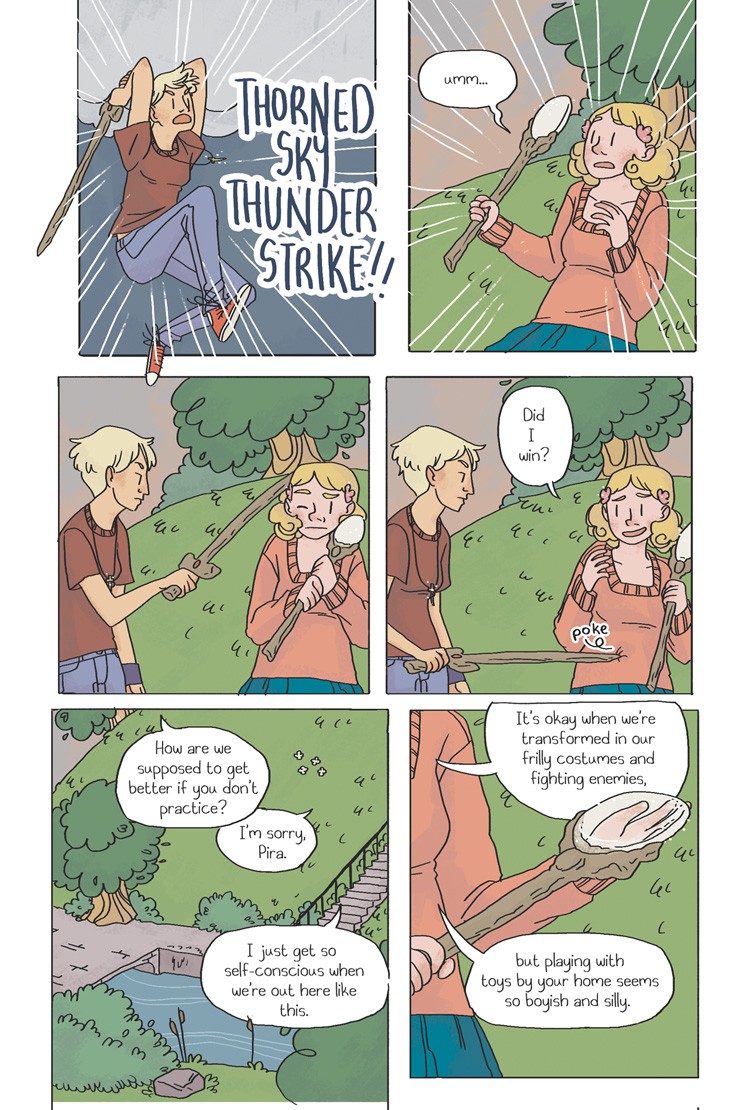 THORNED
SKY
THUNDER
STRIKE!!
umm...
Did
I
win?
poke
How are we
supposed to get
better if you don't
practice?
I'm sorry,
Pira.
I just get so
self-conscious when
we're out here like
this.
It's okay when we're
transformed in our
frilly costumes and
fighting enemies,
but playing with
toys by your home seems
so boyish and silly.